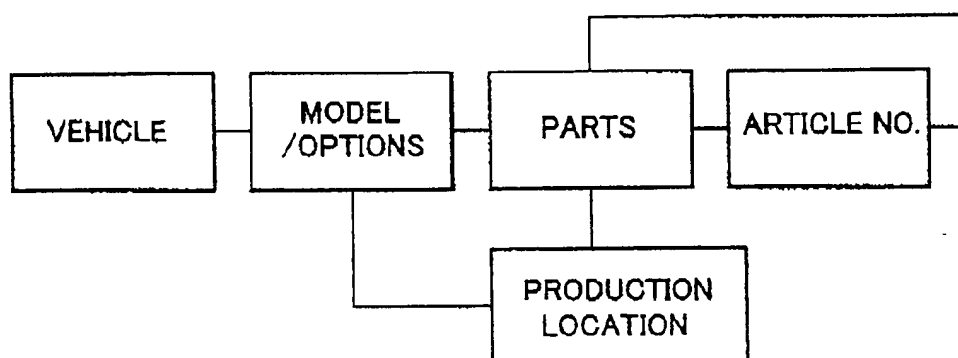 VEHICLE
MODEL
/OPTIONS
PARTS
ARTICLE NO.
PRODUCTION
LOCATION